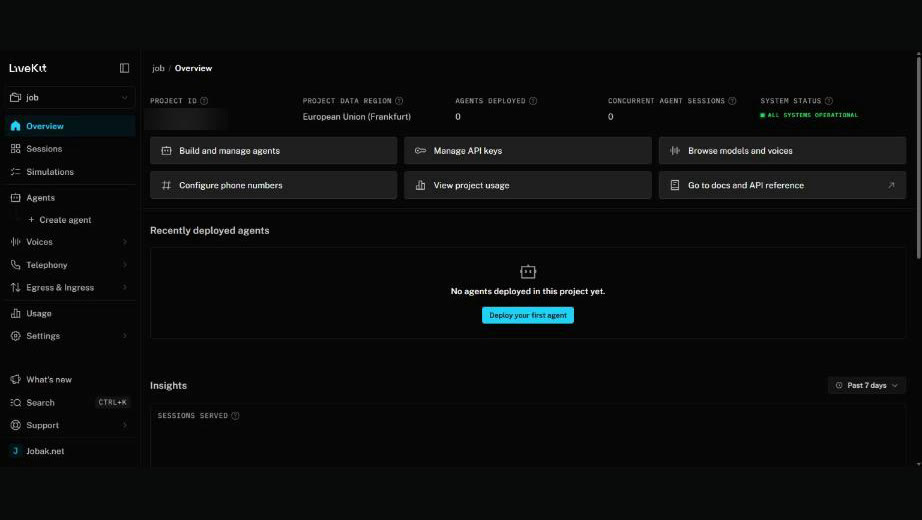 LiveKit
job
Overview
Sessions
Simulations
Agents
+ Create agent
Voices
Telephony
Egress & Ingress
Usage
Settings
What's new
Search CTRL+K
Support
J Jobak.net
job / Overview
PROJECT ID ?
PROJECT DATA REGION ?
European Union (Frankfurt)
AGENTS DEPLOYED ?
0
CONCURRENT AGENT SESSIONS ?
0
SYSTEM STATUS ?
ALL SYSTEMS OPERATIONAL
Build and manage agents
Manage API keys
Browse models and voices
Configure phone numbers
View project usage
Go to docs and API reference
Recently deployed agents
No agents deployed in this project yet.
Deploy your first agent
Insights
Past 7 days
SESSIONS SERVED ?